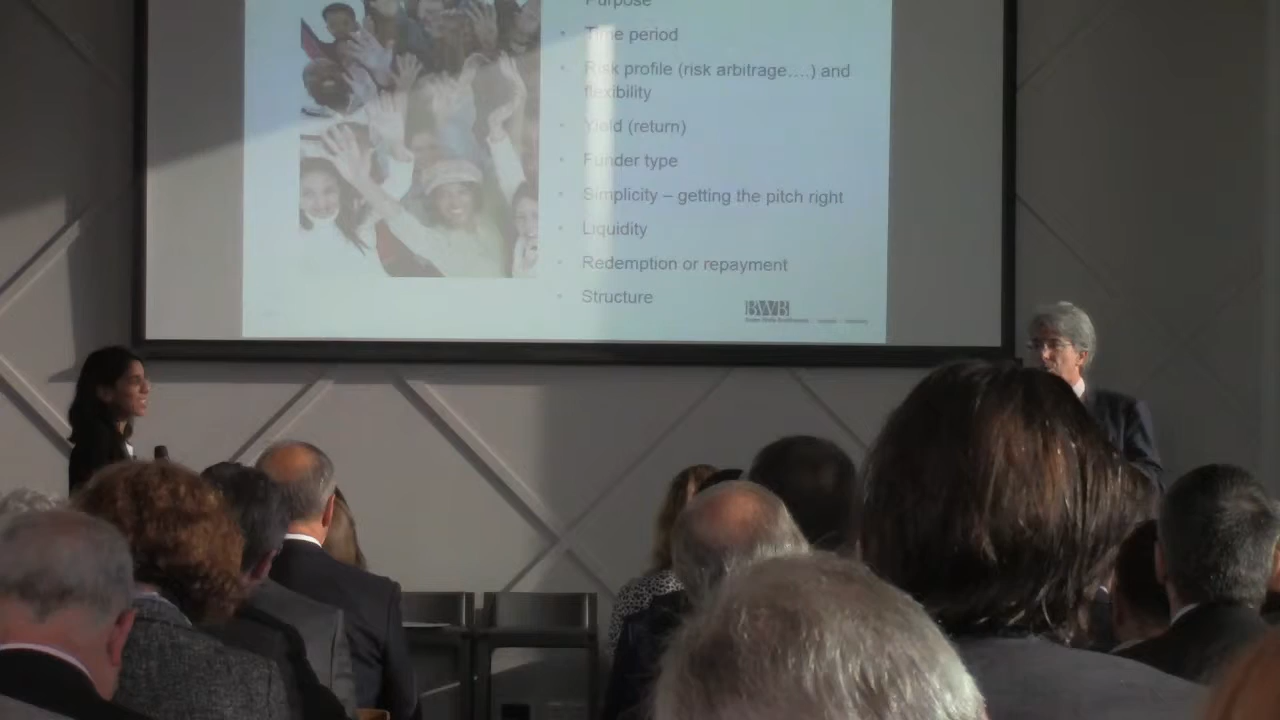 Purpose
Time period
Risk profile (risk arbitrage....) and
flexibility
Yield (return)
Funder type
Simplicity – getting the pitch right
Liquidity
Redemption or repayment
Structure
BWB